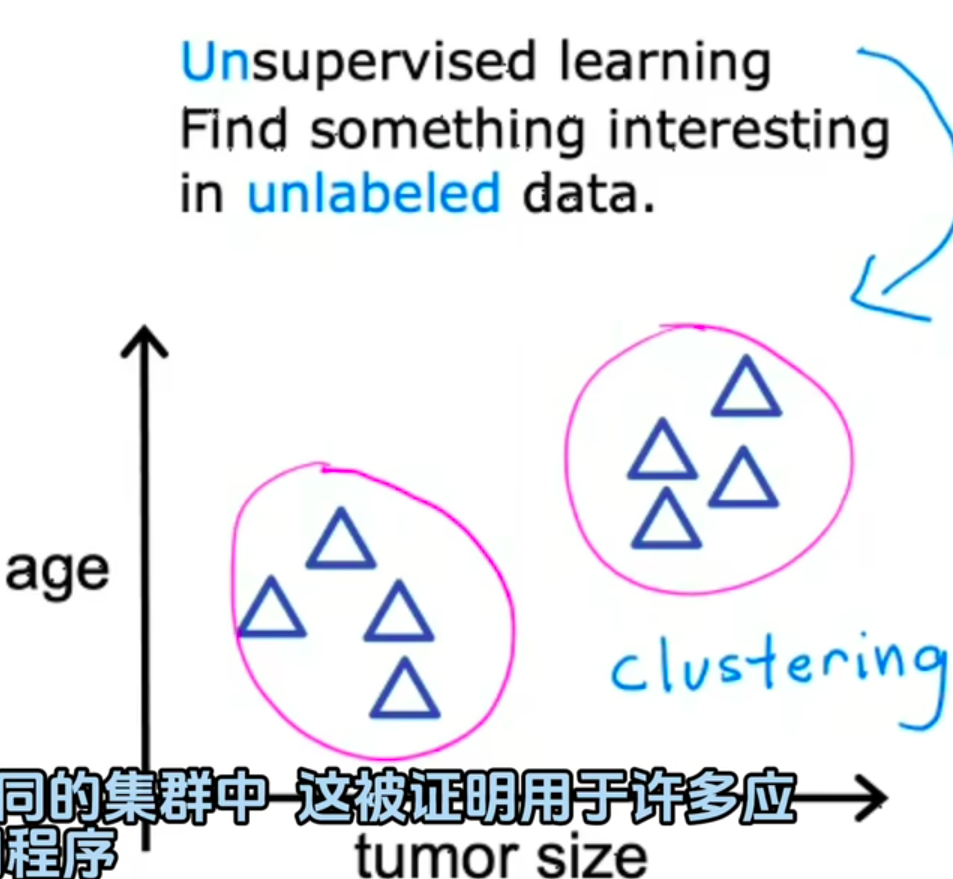 Unsupervised learning
Find something interesting
in unlabeled data.
age
clustering
同的集群中 这被证明用于许多应
程序
tumor size